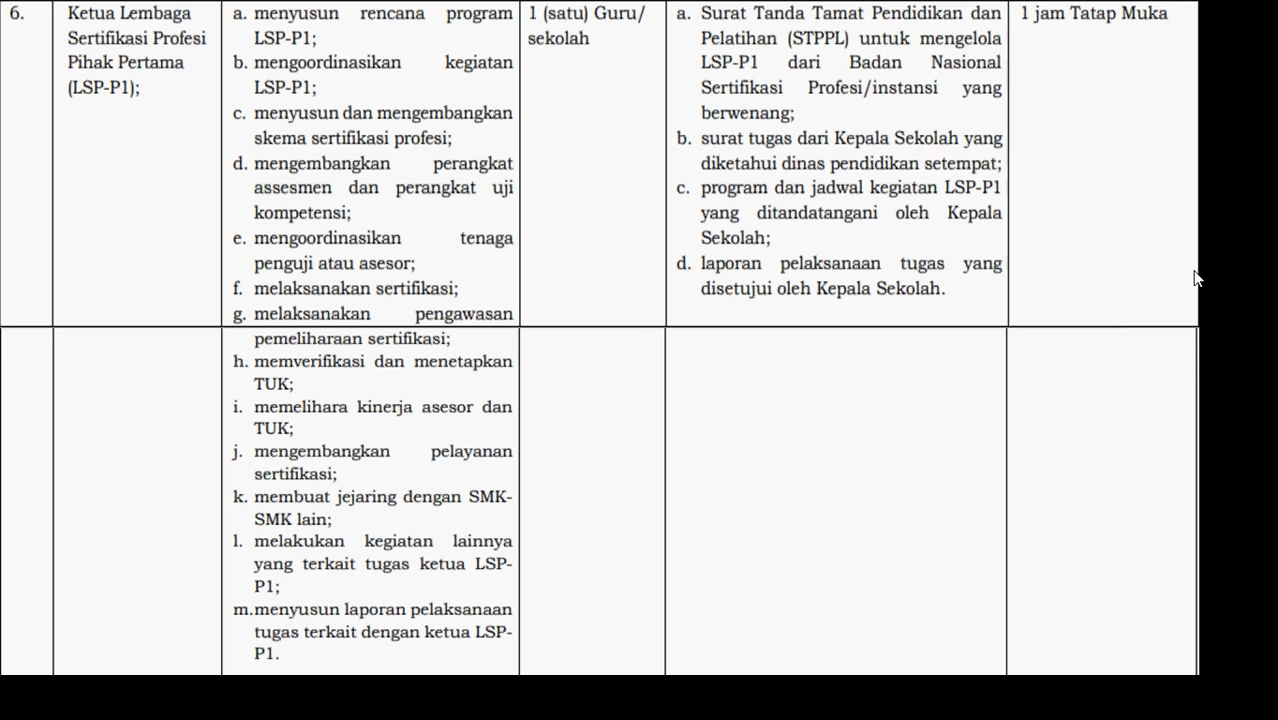 6.
Ketua Lembaga
Sertifikasi Profesi
Pihak Pertama
(LSP-P1);
a. menyusun rencana program
LSP-P1;
b. mengoordinasikan kegiatan
LSP-P1;
c. menyusun dan mengembangkan
skema sertifikasi profesi;
d. mengembangkan perangkat
assesmen dan perangkat uji
kompetensi;
e. mengoordinasikan tenaga
penguji atau asesor;
f. melaksanakan sertifikasi;
g. melaksanakan pengawasan
pemeliharaan sertifikasi;
h. memverifikasi dan menetapkan
TUK;
i. memelihara kinerja asesor dan
TUK;
j. mengembangkan pelayanan
sertifikasi;
k. membuat jejaring dengan SMK-
SMK lain;
l. melakukan kegiatan lainnya
yang terkait tugas ketua LSP-
P1;
m.menyusun laporan pelaksanaan
tugas terkait dengan ketua LSP-
P1.
1 (satu) Guru/
sekolah
a. Surat Tanda Tamat Pendidikan dan
Pelatihan (STPPL) untuk mengelola
LSP-P1 dari Badan Nasional
Sertifikasi Profesi/instansi yang
berwenang;
b. surat tugas dari Kepala Sekolah yang
diketahui dinas pendidikan setempat;
c. program dan jadwal kegiatan LSP-P1
yang ditandatangani oleh Kepala
Sekolah;
d. laporan pelaksanaan tugas yang
disetujui oleh Kepala Sekolah.
1 jam Tatap Muka